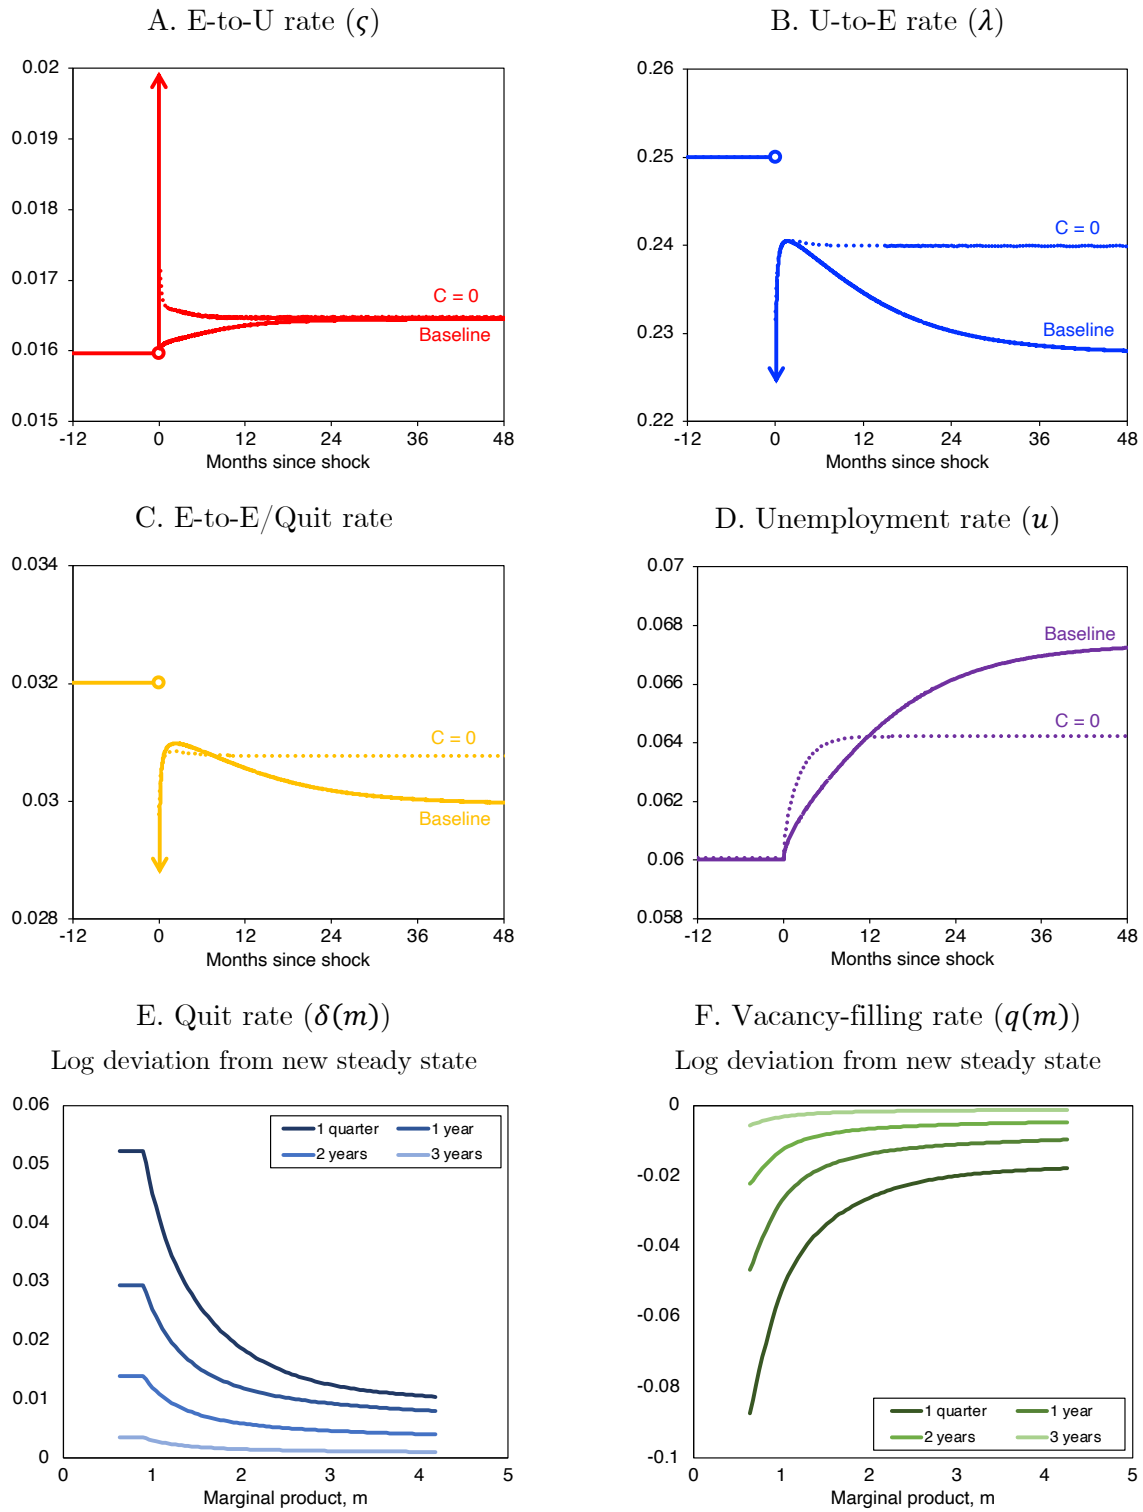 A. E-to-U rate (ς)
0.02
0.019
0.018
0.017
0.016
0.015
C = 0
Baseline
-12 0 12 24 36 48
Months since shock
B. U-to-E rate (λ)
0.26
0.25
0.24
0.23
0.22
C = 0
Baseline
-12 0 12 24 36 48
Months since shock
C. E-to-E/Quit rate
0.034
0.032
0.03
0.028
C = 0
Baseline
-12 0 12 24 36 48
Months since shock
D. Unemployment rate (u)
0.07
0.068
0.066
0.064
0.062
0.06
0.058
Baseline
C = 0
-12 0 12 24 36 48
Months since shock
E. Quit rate (δ(m))
Log deviation from new steady state
0.06
0.05
0.04
0.03
0.02
0.01
0
1 quarter 1 year
2 years 3 years
0 1 2 3 4 5
Marginal product, m
F. Vacancy-filling rate (q(m))
Log deviation from new steady state
0
-0.02
-0.04
-0.06
-0.08
-0.1
1 quarter 1 year
2 years 3 years
0 1 2 3 4 5
Marginal product, m